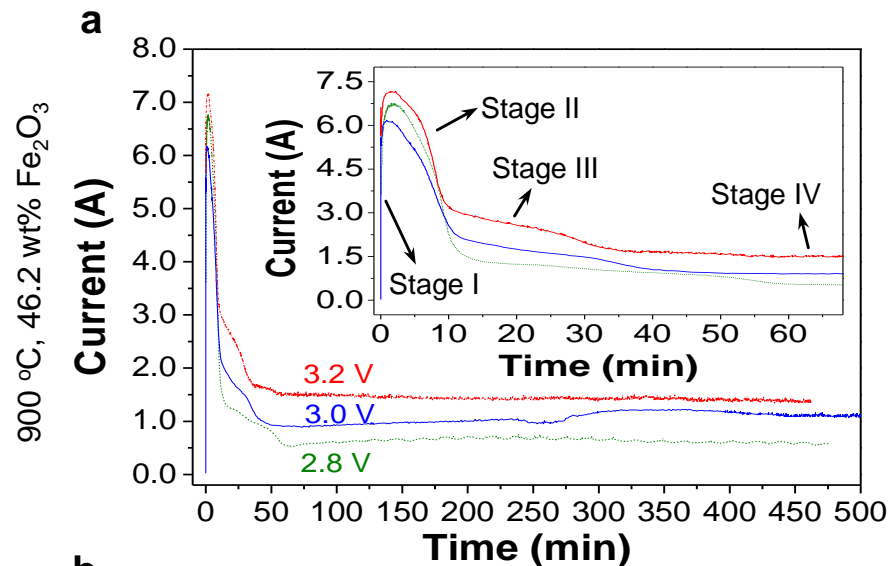 a
900 ºC, 46.2 wt% Fe₂O₃
Current (A)
8.0
7.0
6.0
5.0
4.0
3.0
2.0
1.0
0.0
Current (A)
7.5
6.0
4.5
3.0
1.5
0.0
Stage II
Stage III
Stage IV
Stage I
0 10 20 30 40 50 60
Time (min)
3.2 V
3.0 V
2.8 V
0 50 100 150 200 250 300 350 400 450 500
Time (min)